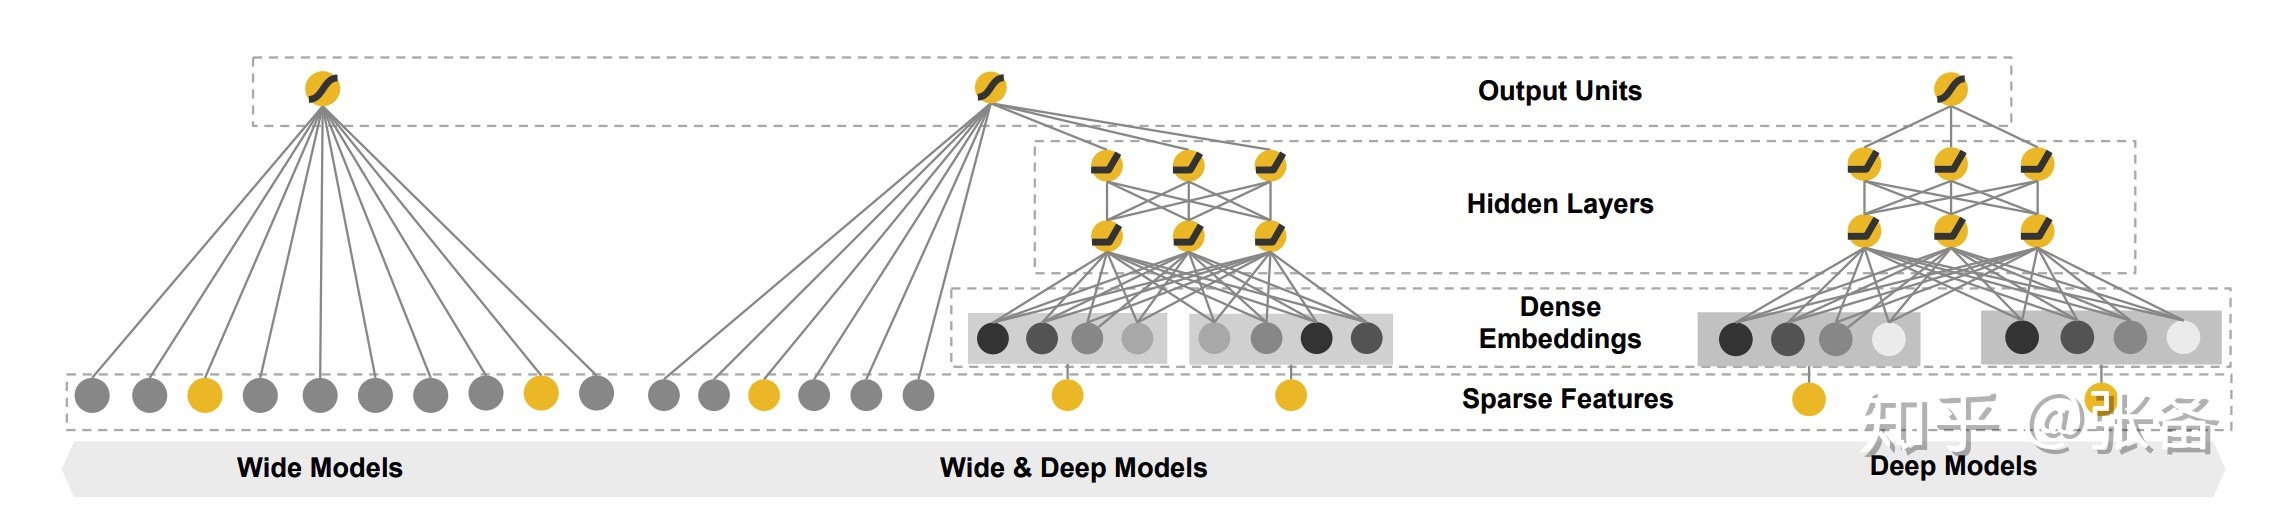 Output Units
Hidden Layers
Dense
Embeddings
Sparse Features
知乎 @张备
Wide Models
Wide & Deep Models
Deep Models